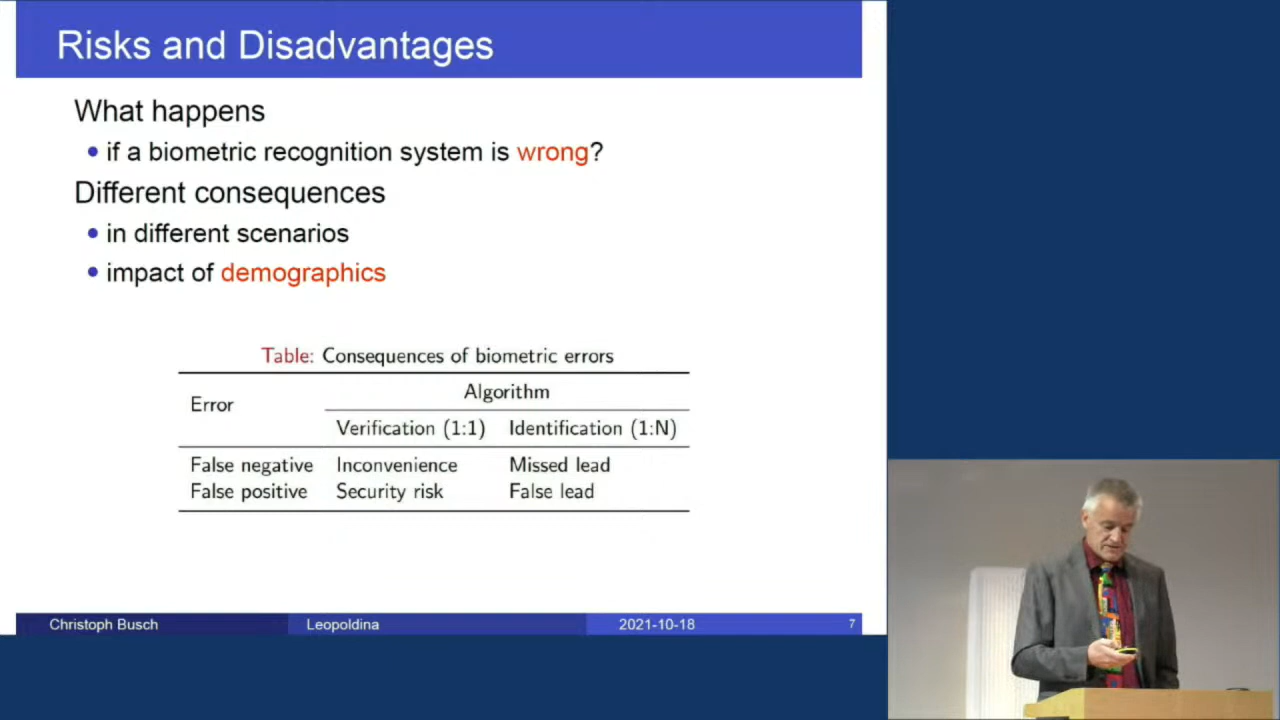 Risks and Disadvantages
What happens
• if a biometric recognition system is wrong?
Different consequences
• in different scenarios
• impact of demographics
Table: Consequences of biometric errors
Error
Algorithm
Verification (1:1) Identification (1:N)
False negative Inconvenience Missed lead
False positive Security risk False lead
Christoph Busch Leopoldina 2021-10-18 7